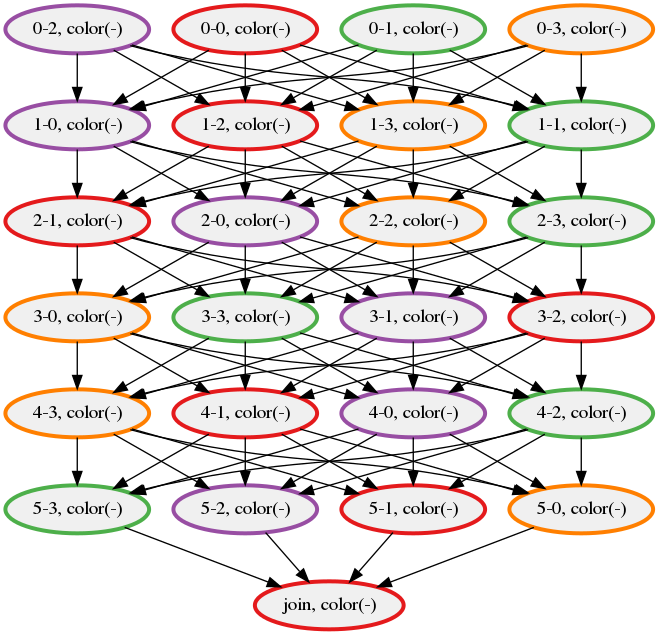 0-2, color(-)
0-0, color(-)
0-1, color(-)
0-3, color(-)
1-0, color(-)
1-2, color(-)
1-3, color(-)
1-1, color(-)
2-1, color(-)
2-0, color(-)
2-2, color(-)
2-3, color(-)
3-0, color(-)
3-3, color(-)
3-1, color(-)
3-2, color(-)
4-3, color(-)
4-1, color(-)
4-0, color(-)
4-2, color(-)
5-3, color(-)
5-2, color(-)
5-1, color(-)
5-0, color(-)
join, color(-)